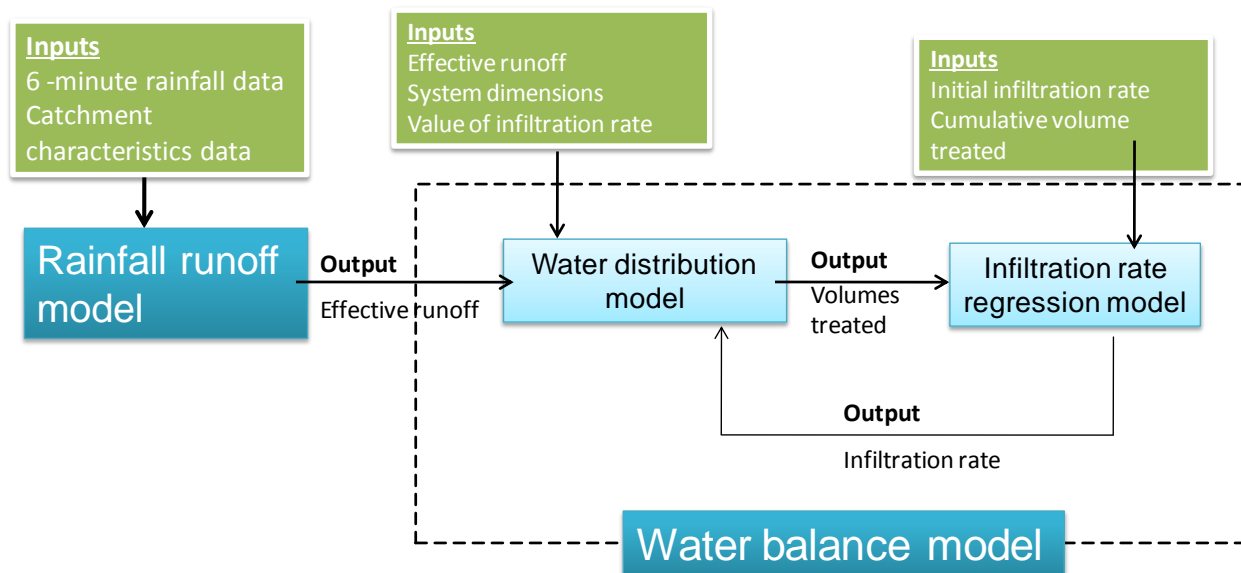 Inputs
6 -minute rainfall data
Catchment
characteristics data
Inputs
Effective runoff
System dimensions
Value of infiltration rate
Inputs
Initial infiltration rate
Cumulative volume
treated
Rainfall runoff
model
Output
Effective runoff
Water distribution
model
Output
Volumes
treated
Infiltration rate
regression model
Output
Infiltration rate
Water balance model